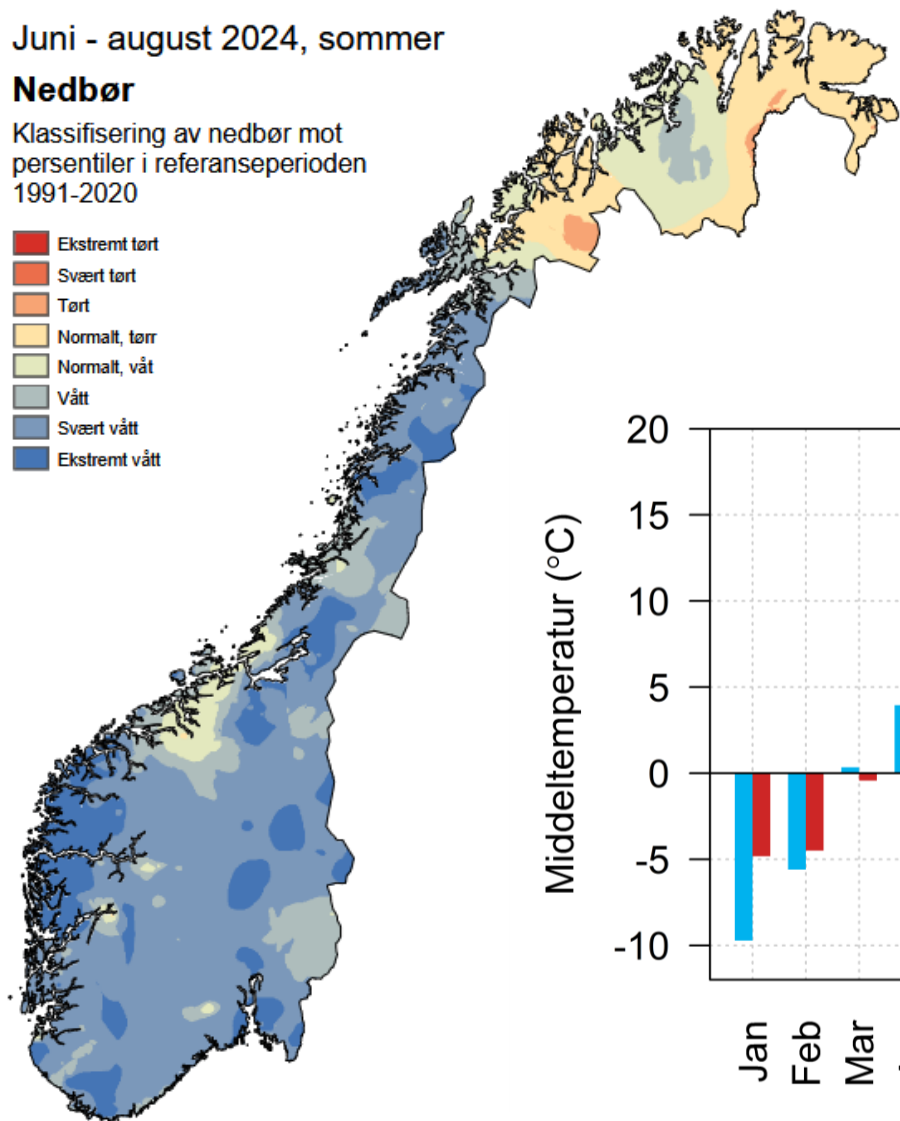 Juni - august 2024, sommer
Nedbør
Klassifisering av nedbør mot
persentiler i referanseperioden
1991-2020
Ekstremt tørt
Svært tørt
Tørt
Normalt, tørr
Normalt, våt
Vått
Svært vått
Ekstremt vått
Middeltemperatur (°C)
20
15
10
5
0
-5
-10
Jan
Feb
Mar